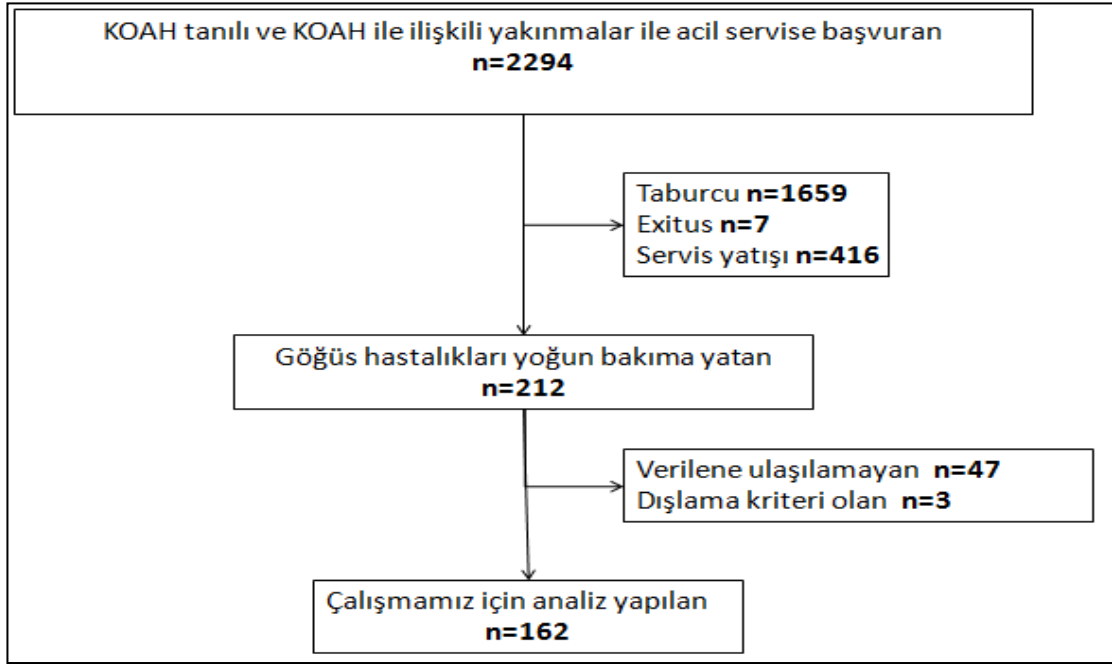 KOAH tanılı ve KOAH ile ilişkili yakınmalar ile acil servise başvuran
n=2294
Taburcu n=1659
Exitus n=7
Servis yatışı n=416
Göğüs hastalıkları yoğun bakıma yatan
n=212
Verilene ulaşılamayan n=47
Dışlama kriteri olan n=3
Çalışmamız için analiz yapılan
n=162